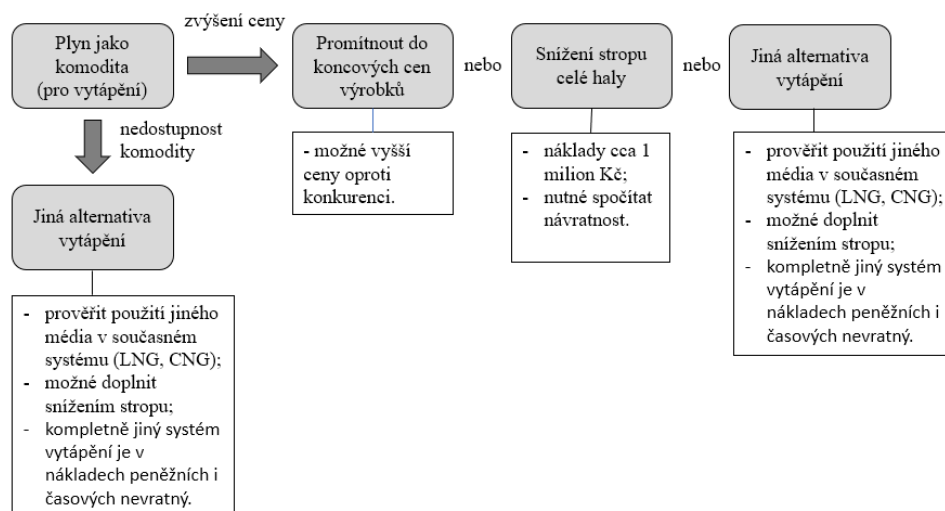 zvýšení ceny
Plyn jako
komodita
(pro vytápění)
Promítnout do
koncových cen
výrobků
nebo
Snížení stropu
celé haly
nebo
Jiná alternativa
vytápění
nedostupnost
komodity
- možné vyšší
ceny oproti
konkurenci.
- náklady cca 1
milion Kč;
- nutné spočítat
návratnost.
- prověřit použití jiného
média v současném
systému (LNG, CNG);
- možné doplnit
snížením stropu;
- kompletně jiný systém
vytápění je v
nákladech peněžních i
časových nevratný.
Jiná alternativa
vytápění
- prověřit použití jiného
média v současném
systému (LNG, CNG);
- možné doplnit
snížením stropu;
- kompletně jiný systém
vytápění je v
nákladech peněžních i
časových nevratný.